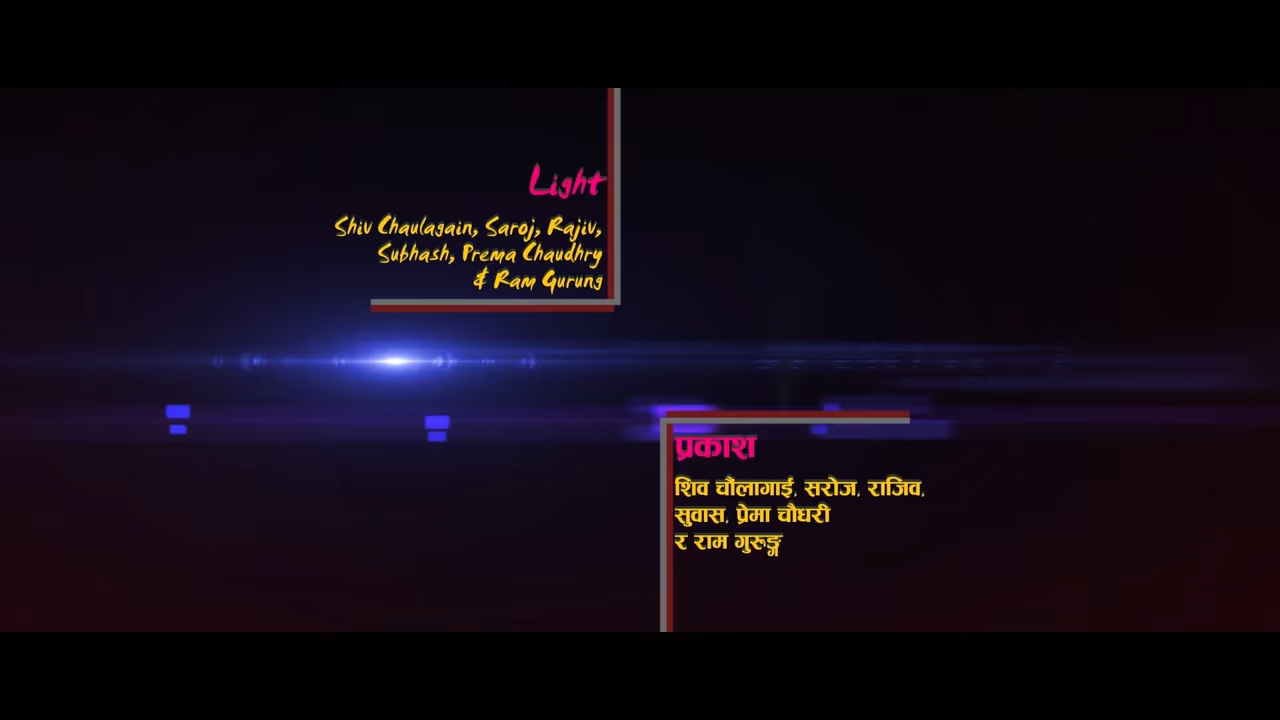 Light
Shiv Chaulagain, Saroj, Rajiv,
Subhash, Prema Chaudhry
& Ram Gurung
प्रकाश
शिव चौलागाई, सरोज, राजिव,
सुवास, प्रेमा चौधरी
र राम गुरुङ्ग